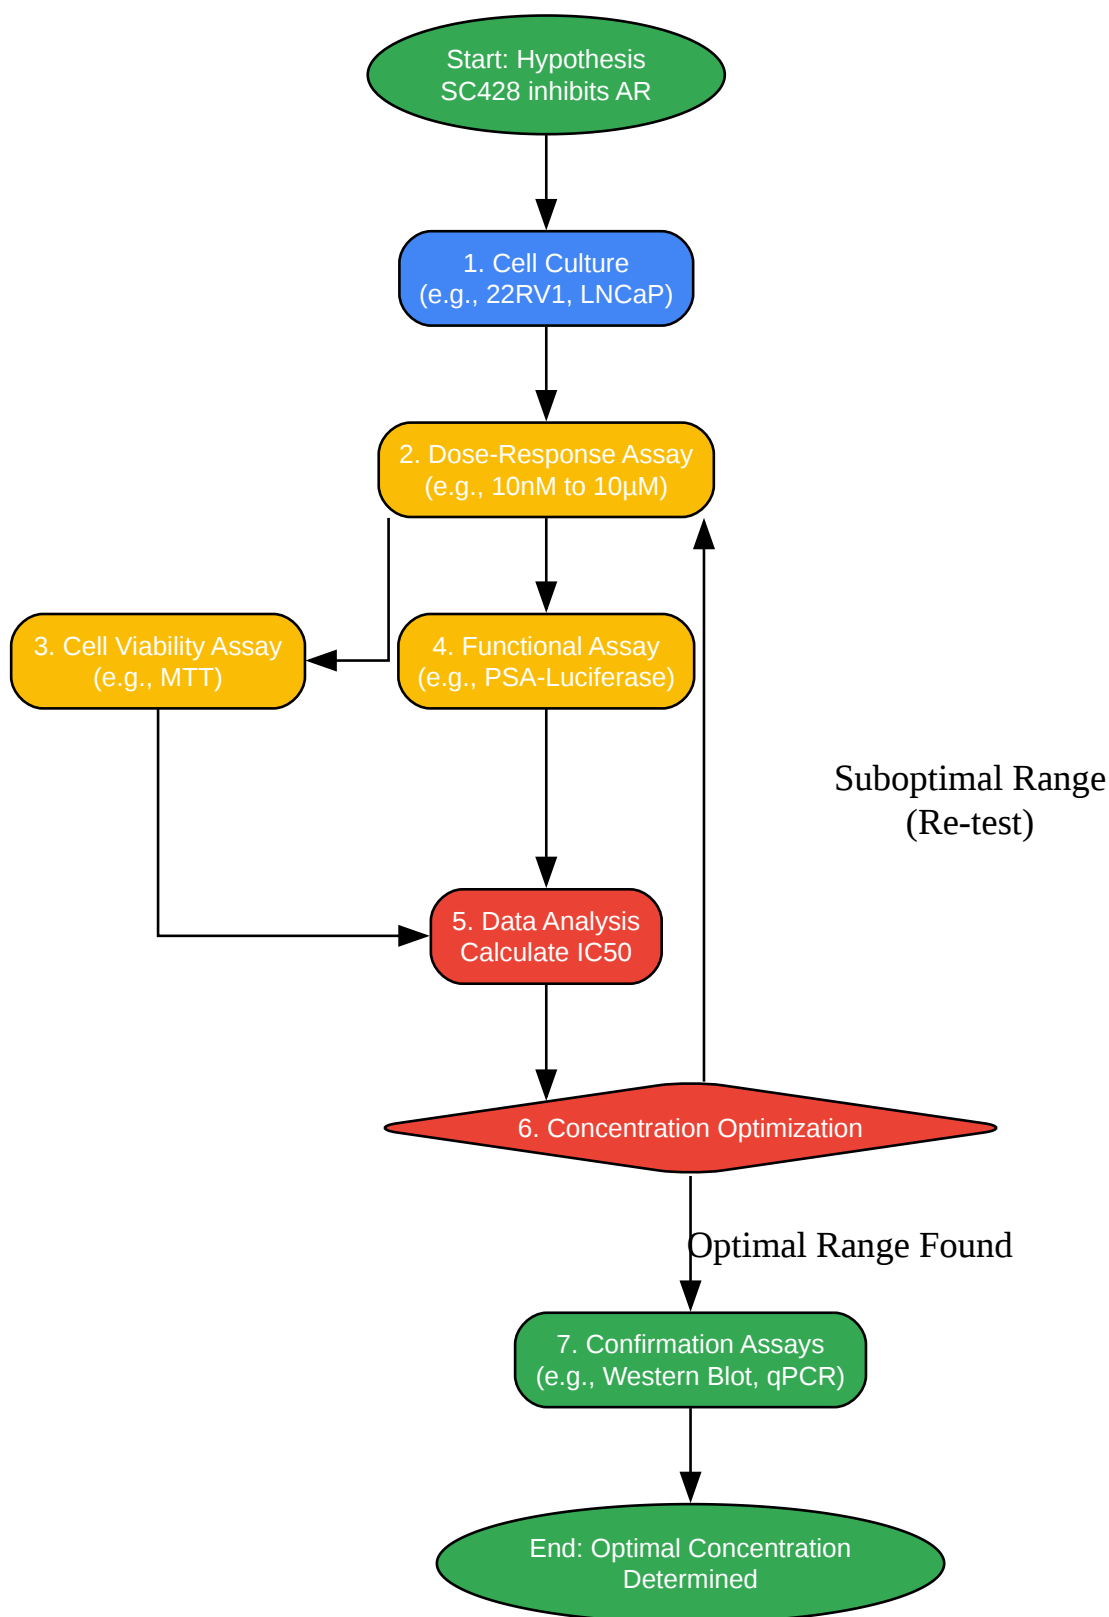 Start: Hypothesis
SC428 inhibits AR
1. Cell Culture
(e.g., 22RV1, LNCaP)
2. Dose-Response Assay
(e.g., 10nM to 10µM)
3. Cell Viability Assay
(e.g., MTT)
4. Functional Assay
(e.g., PSA-Luciferase)
Suboptimal Range
(Re-test)
5. Data Analysis
Calculate IC50
6. Concentration Optimization
Optimal Range Found
7. Confirmation Assays
(e.g., Western Blot, qPCR)
End: Optimal Concentration
Determined